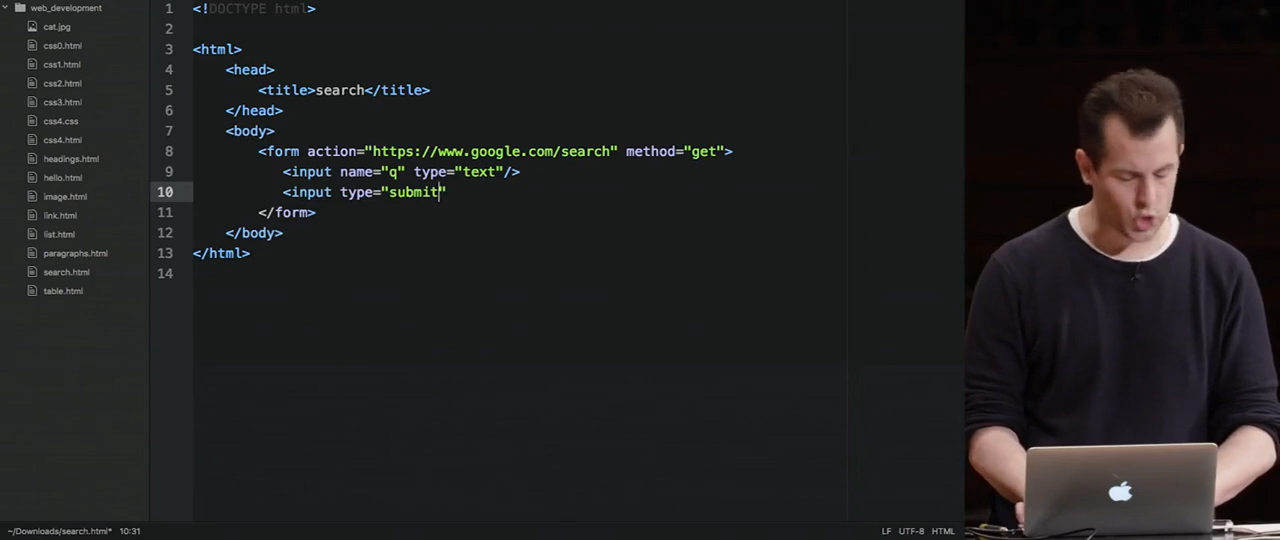 web_development
cat.jpg
css0.html
css1.html
css2.html
css3.html
css4.css
css4.html
headings.html
hello.html
image.html
link.html
list.html
paragraphs.html
search.html
table.html
1 <!DOCTYPE html>
2
3 <html>
4 <head>
5 <title>search</title>
6 </head>
7 <body>
8 <form action="https://www.google.com/search" method="get">
9 <input name="q" type="text"/>
10 <input type="submit"
11 </form>
12 </body>
13 </html>
14
~/Downloads/search.html* 10:31
LF UTF-8 HTML